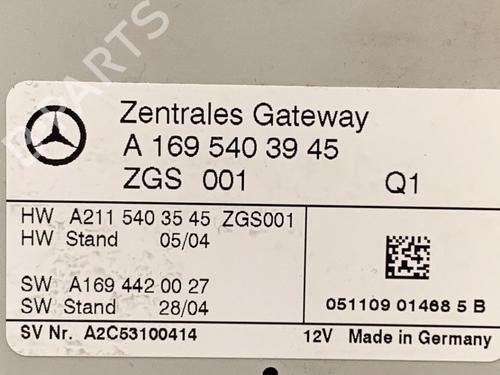 Zentrales Gateway
A 169 540 39 45
ZGS 001 Q1
HW A211 540 35 45 ZGS001
HW Stand 05/04
SW A169 442 00 27
SW Stand 28/04
051109 01468 5 B
SV Nr. A2C53100414 12V Made in Germany